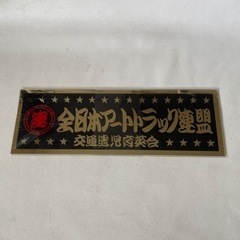 連
全日本アートトラック連盟
交通遺児育英会